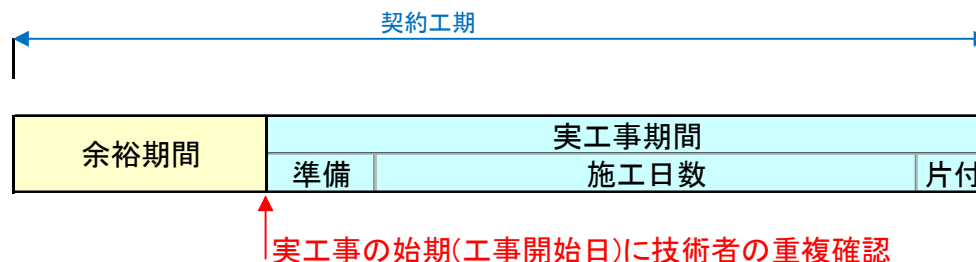 契約工期
余裕期間
実工事期間
準備
施工日数
片付
実工事の始期(工事開始日)に技術者の重複確認